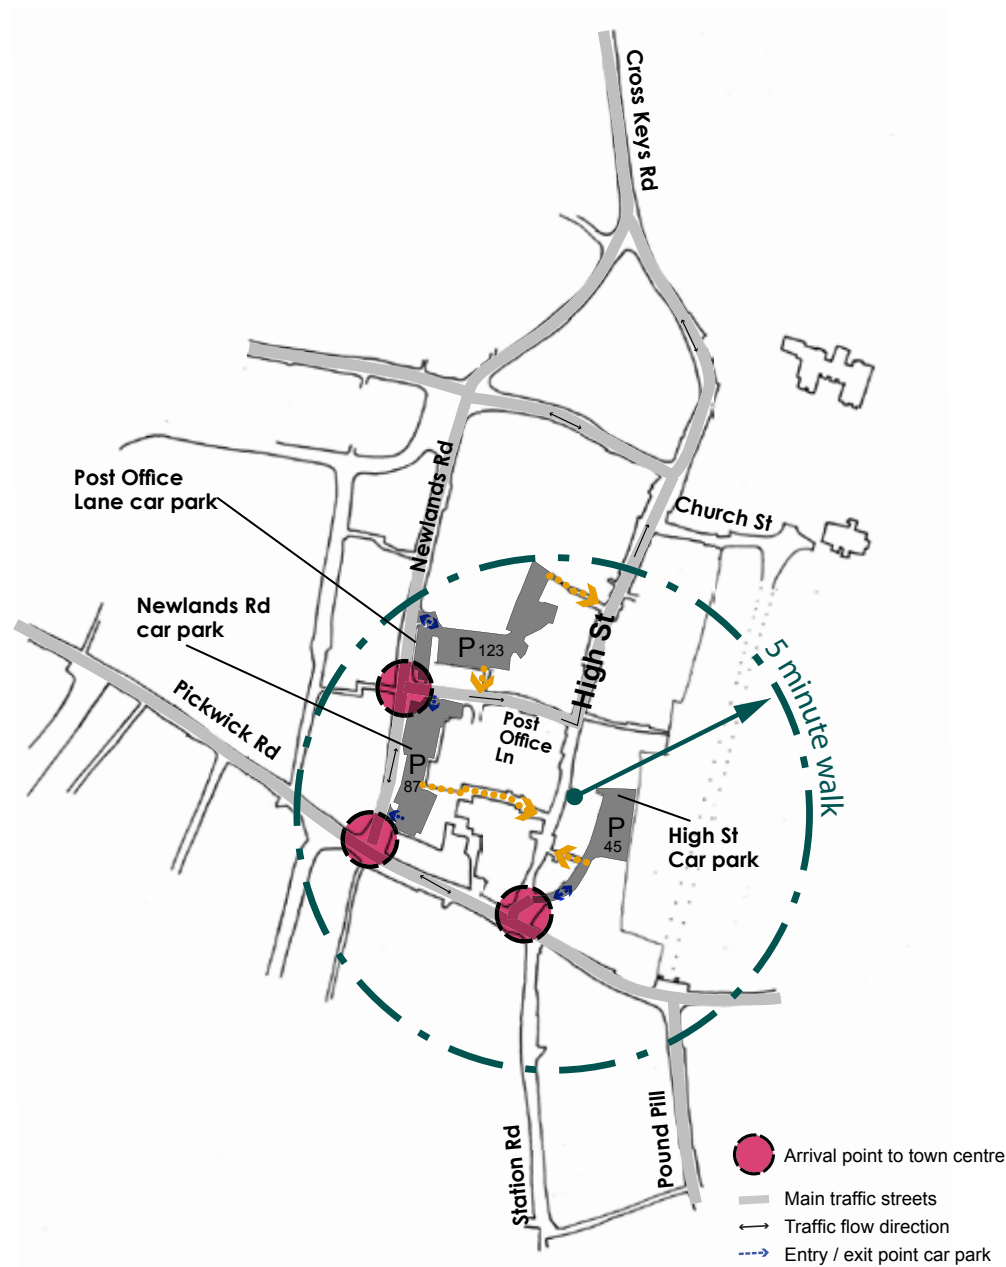 Cross Keys Rd
Post Office
Lane car park
Newlands Rd
Church St
Newlands Rd
car park
High St
P 123
5 minute walk
Pickwick Rd
Post
Office
Ln
P
87
P
45
High St
Car park
Station Rd
Pound Pill
Arrival point to town centre
Main traffic streets
Traffic flow direction
Entry / exit point car park